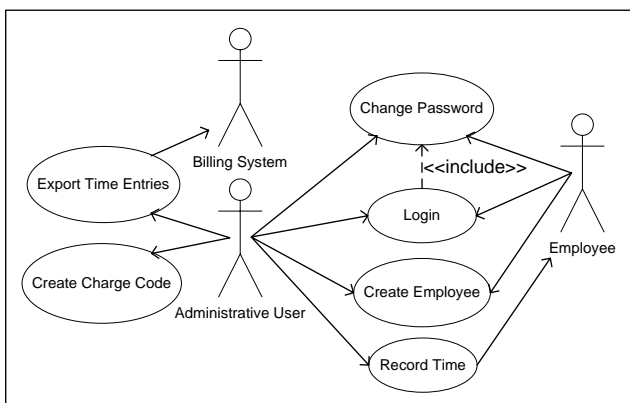 Change Password
Billing System
<<include>>
Export Time Entries
Login
Employee
Create Charge Code
Administrative User
Create Employee
Record Time